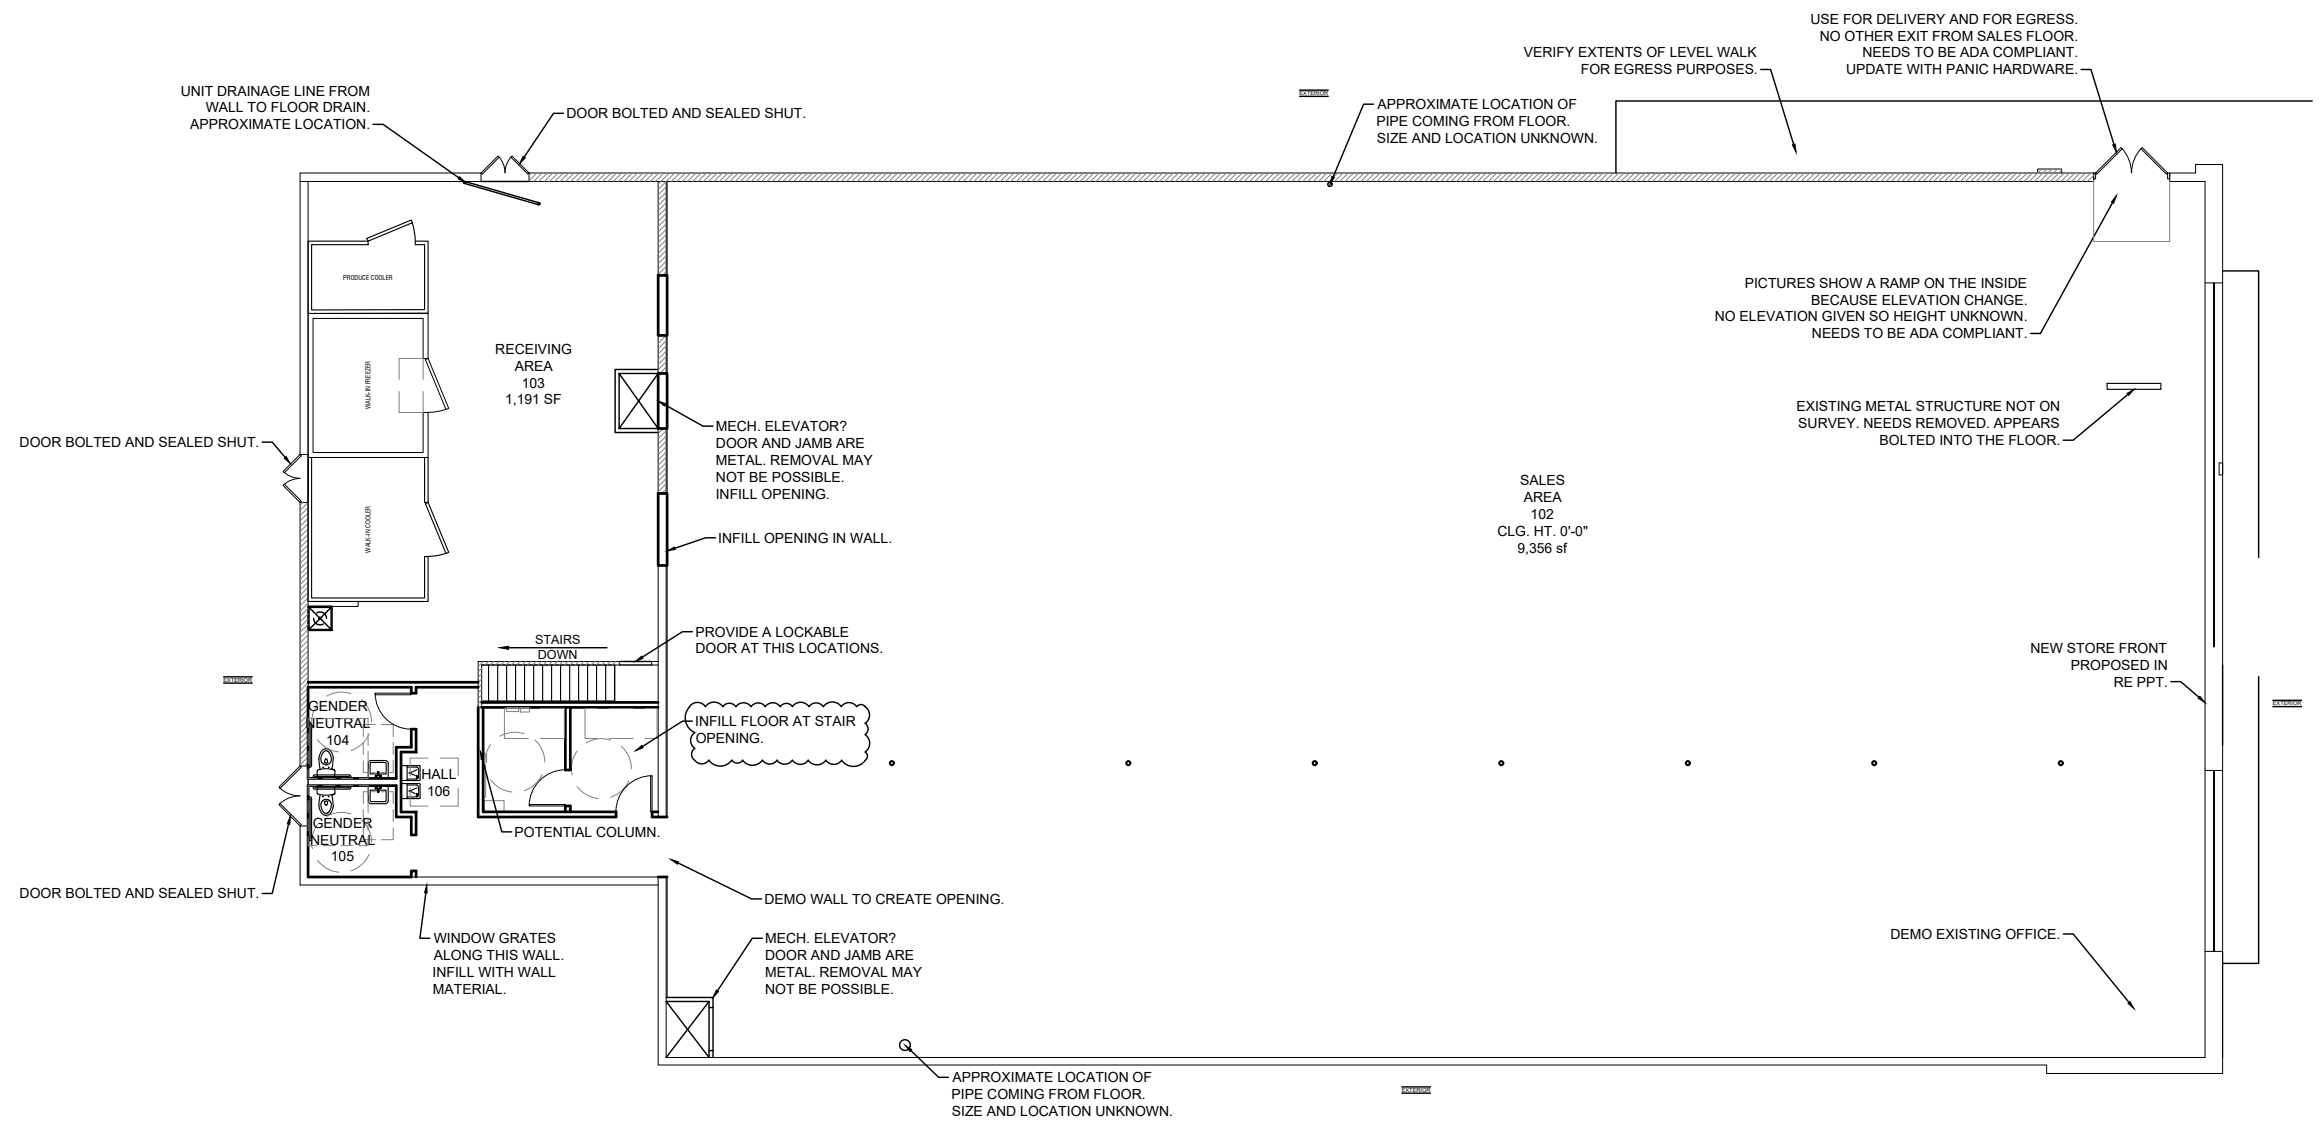 USE FOR DELIVERY AND FOR EGRESS.
NO OTHER EXIT FROM SALES FLOOR.
NEEDS TO BE ADA COMPLIANT.
UPDATE WITH PANIC HARDWARE.
VERIFY EXTENTS OF LEVEL WALK
FOR EGRESS PURPOSES.
UNIT DRAINAGE LINE FROM
WALL TO FLOOR DRAIN.
APPROXIMATE LOCATION.
DOOR BOLTED AND SEALED SHUT.
EXTERIOR
APPROXIMATE LOCATION OF
PIPE COMING FROM FLOOR.
SIZE AND LOCATION UNKNOWN.
PRODUCE COOLER
PICTURES SHOW A RAMP ON THE INSIDE
BECAUSE ELEVATION CHANGE.
NO ELEVATION GIVEN SO HEIGHT UNKNOWN.
NEEDS TO BE ADA COMPLIANT.
RECEIVING
AREA
103
1,191 SF
WALK-IN FREEZER
MECH. ELEVATOR?
DOOR AND JAMB ARE
METAL. REMOVAL MAY
NOT BE POSSIBLE.
INFILL OPENING.
EXISTING METAL STRUCTURE NOT ON
SURVEY. NEEDS REMOVED. APPEARS
BOLTED INTO THE FLOOR.
DOOR BOLTED AND SEALED SHUT.
SALES
AREA
102
CLG. HT. 0'-0"
9,356 sf
WALK-IN COOLER
INFILL OPENING IN WALL.
STAIRS
DOWN
PROVIDE A LOCKABLE
DOOR AT THIS LOCATIONS.
NEW STORE FRONT
PROPOSED IN
RE PPT.
EXTERIOR
EXTERIOR
GENDER
NEUTRAL
104
INFILL FLOOR AT STAIR
OPENING.
HALL
106
GENDER
NEUTRAL
105
POTENTIAL COLUMN.
DOOR BOLTED AND SEALED SHUT.
DEMO WALL TO CREATE OPENING.
WINDOW GRATES
ALONG THIS WALL.
INFILL WITH WALL
MATERIAL.
MECH. ELEVATOR?
DOOR AND JAMB ARE
METAL. REMOVAL MAY
NOT BE POSSIBLE.
DEMO EXISTING OFFICE.
APPROXIMATE LOCATION OF
PIPE COMING FROM FLOOR.
SIZE AND LOCATION UNKNOWN.
EXTERIOR